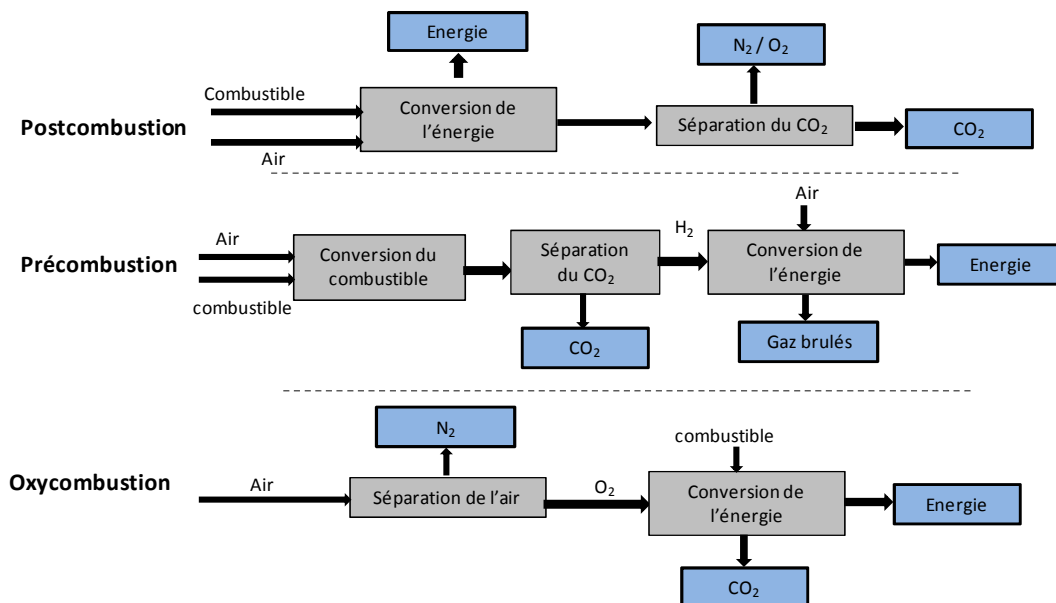 Energie
N₂ / O₂
Combustible
Conversion de
l'énergie
Postcombustion
Séparation du CO₂
CO₂
Air
Air
H₂
Air
Conversion du
combustible
Séparation
du CO₂
Conversion de
l'énergie
Précombustion
Energie
combustible
CO₂
Gaz brulés
N₂
combustible
Oxycombustion
Air
Séparation de l'air
O₂
Conversion de
l'énergie
Energie
CO₂